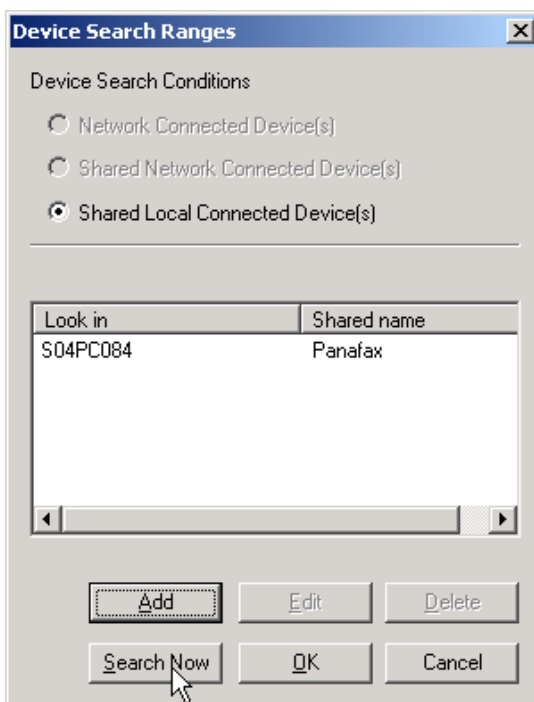 Device Search Ranges
Device Search Conditions
Network Connected Device(s)
Shared Network Connected Device(s)
Shared Local Connected Device(s)
Look in Shared name
S04PC084 Panafax
Add Edit Delete
Search Now OK Cancel